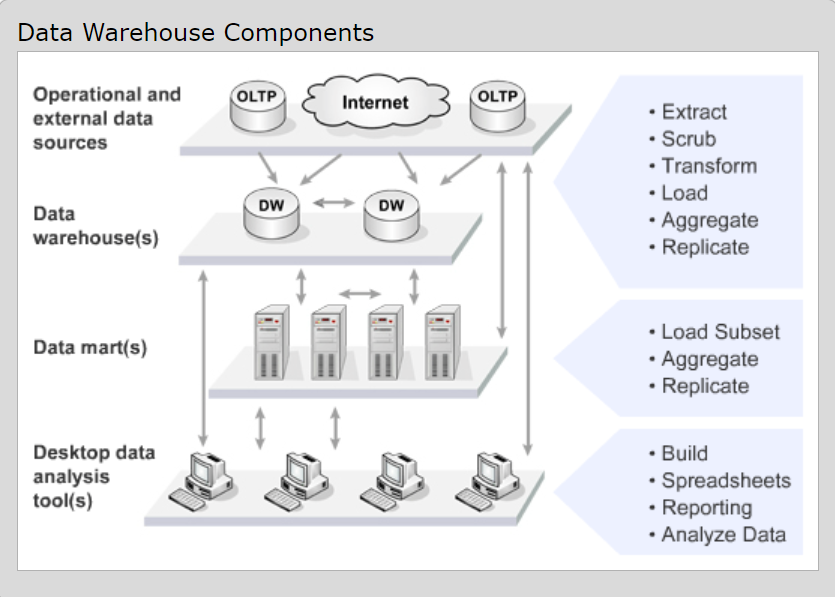 Data Warehouse Components
Operational and
external data
sources
OLTP
Internet
OLTP
• Extract
• Scrub
• Transform
• Load
• Aggregate
• Replicate
Data
warehouse(s)
DW
DW
Data mart(s)
• Load Subset
• Aggregate
• Replicate
Desktop data
analysis
tool(s)
• Build
• Spreadsheets
• Reporting
• Analyze Data